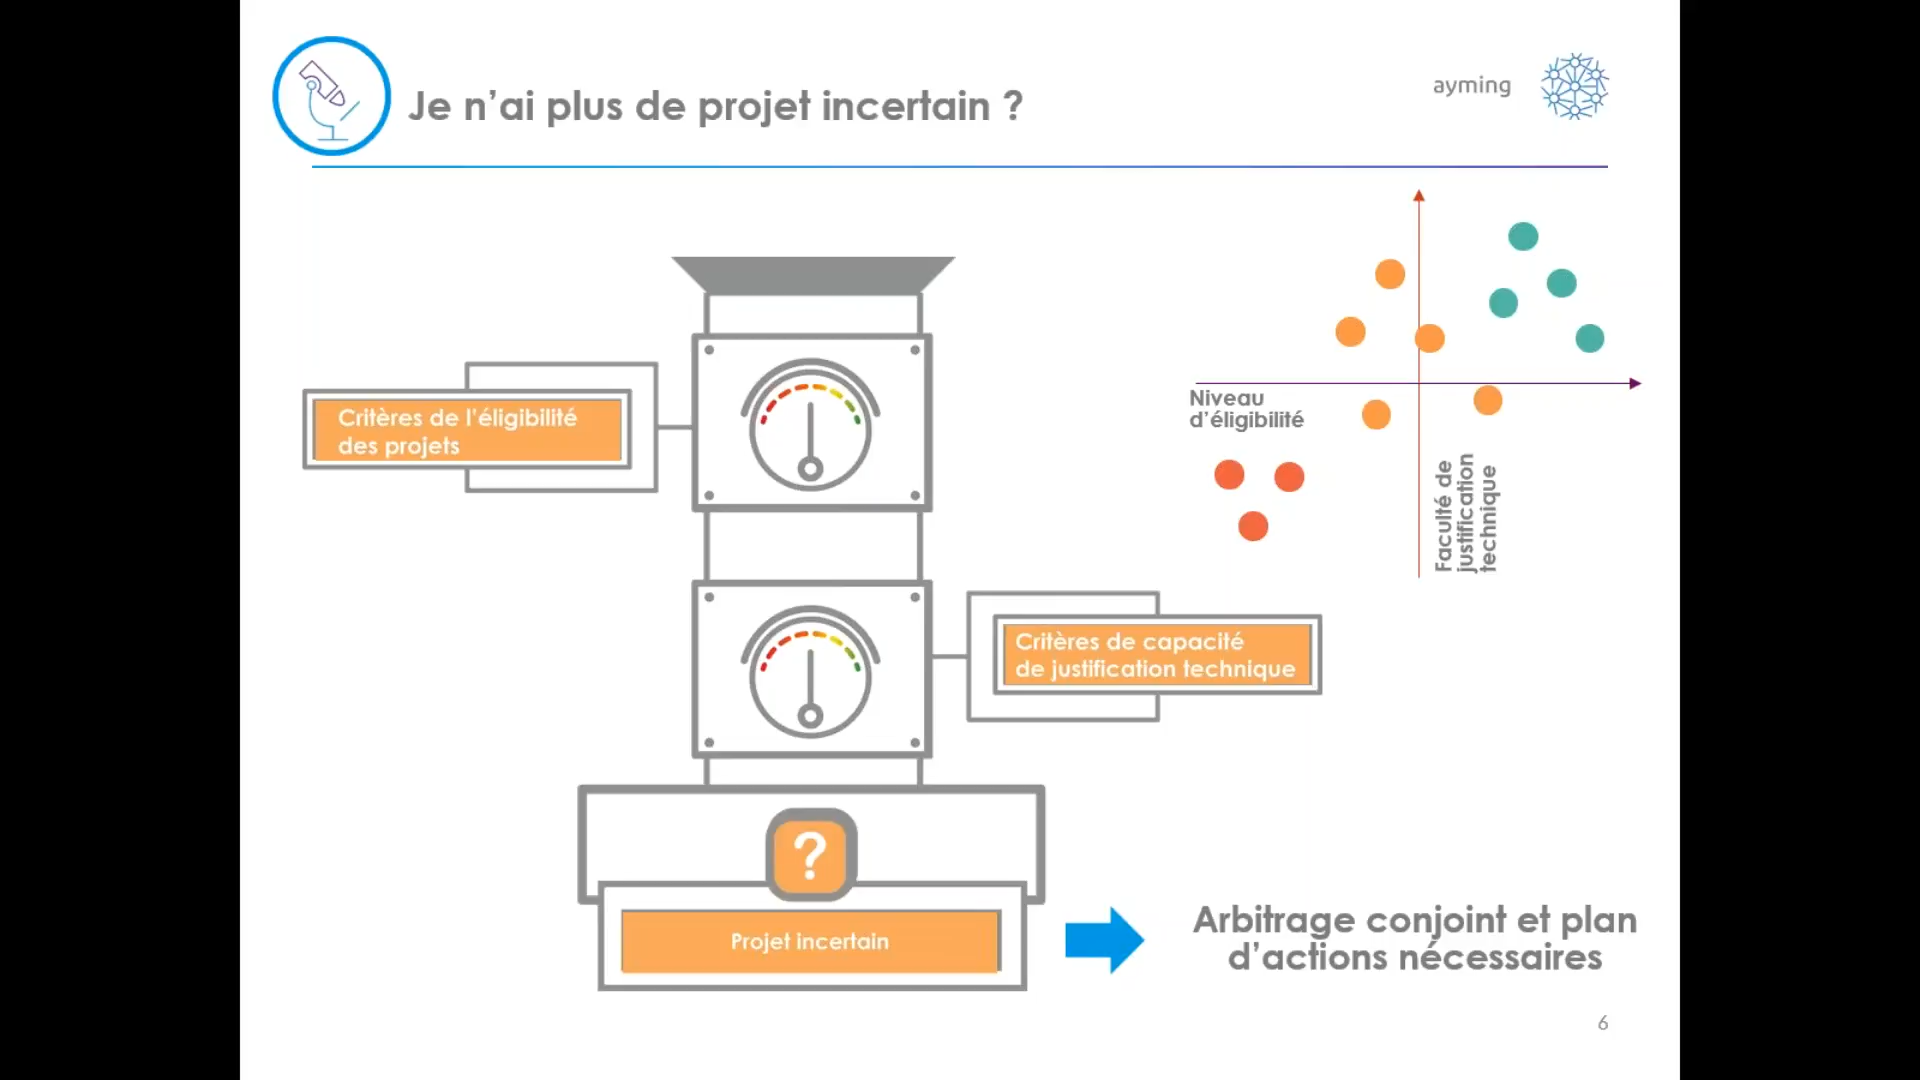 Je n’ai plus de projet incertain ?
ayming
Critères de l’éligibilité
des projets
Niveau
d’éligibilité
Faculté de
justification
technique
Critères de capacité
de justification technique
?
Projet incertain
Arbitrage conjoint et plan
d’actions nécessaires
6